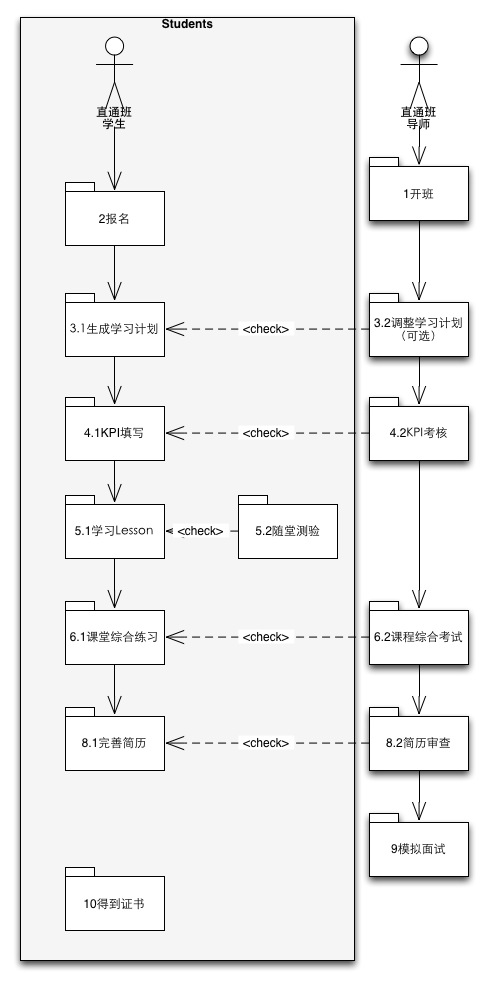 Students
直通班
学生
直通班
导师
1开班
2报名
3.1生成学习计划
<check>
3.2调整学习计划
（可选）
4.1KPI填写
<check>
4.2KPI考核
5.1学习Lesson
<check>
5.2随堂测验
6.1课堂综合练习
<check>
6.2课程综合考试
8.1完善简历
<check>
8.2简历审查
9模拟面试
10得到证书